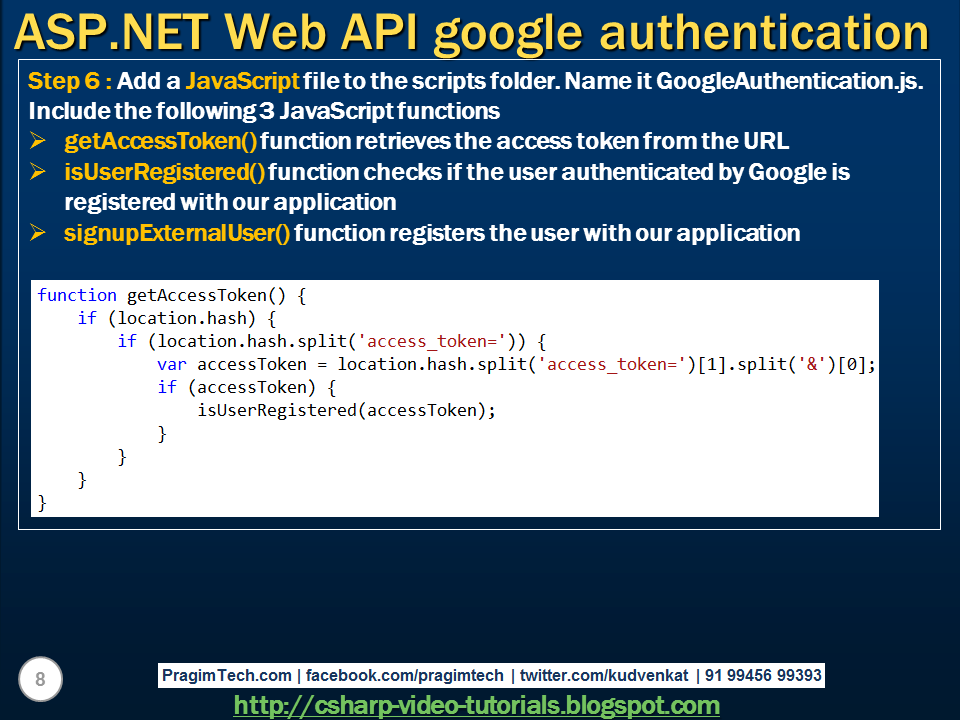 ASP.NET Web API google authentication
Step 6 : Add a JavaScript file to the scripts folder. Name it GoogleAuthentication.js.
Include the following 3 JavaScript functions
➢ getAccessToken() function retrieves the access token from the URL
➢ isUserRegistered() function checks if the user authenticated by Google is
registered with our application
➢ signupExternalUser() function registers the user with our application
function getAccessToken() {
    if (location.hash) {
        if (location.hash.split('access_token=')) {
            var accessToken = location.hash.split('access_token=')[1].split('&')[0];
            if (accessToken) {
                isUserRegistered(accessToken);
            }
        }
    }
}
8
PragimTech.com | facebook.com/pragimtech | twitter.com/kudvenkat | 91 99456 99393
http://csharp-video-tutorials.blogspot.com